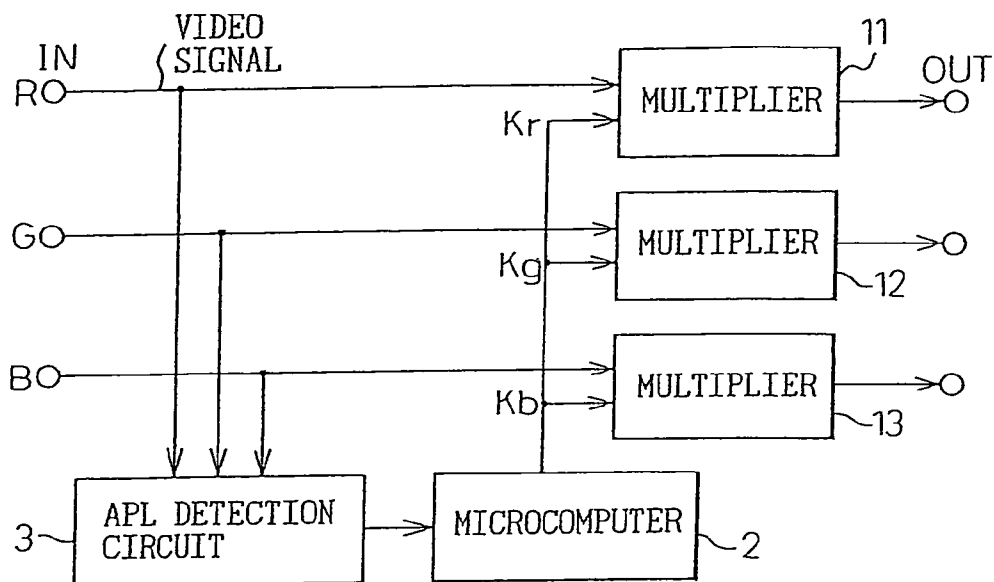 IN
VIDEO
SIGNAL
R
11
OUT
MULTIPLIER
Kr
G
MULTIPLIER
Kg
12
B
MULTIPLIER
Kb
13
3
APL DETECTION
CIRCUIT
MICROCOMPUTER
2